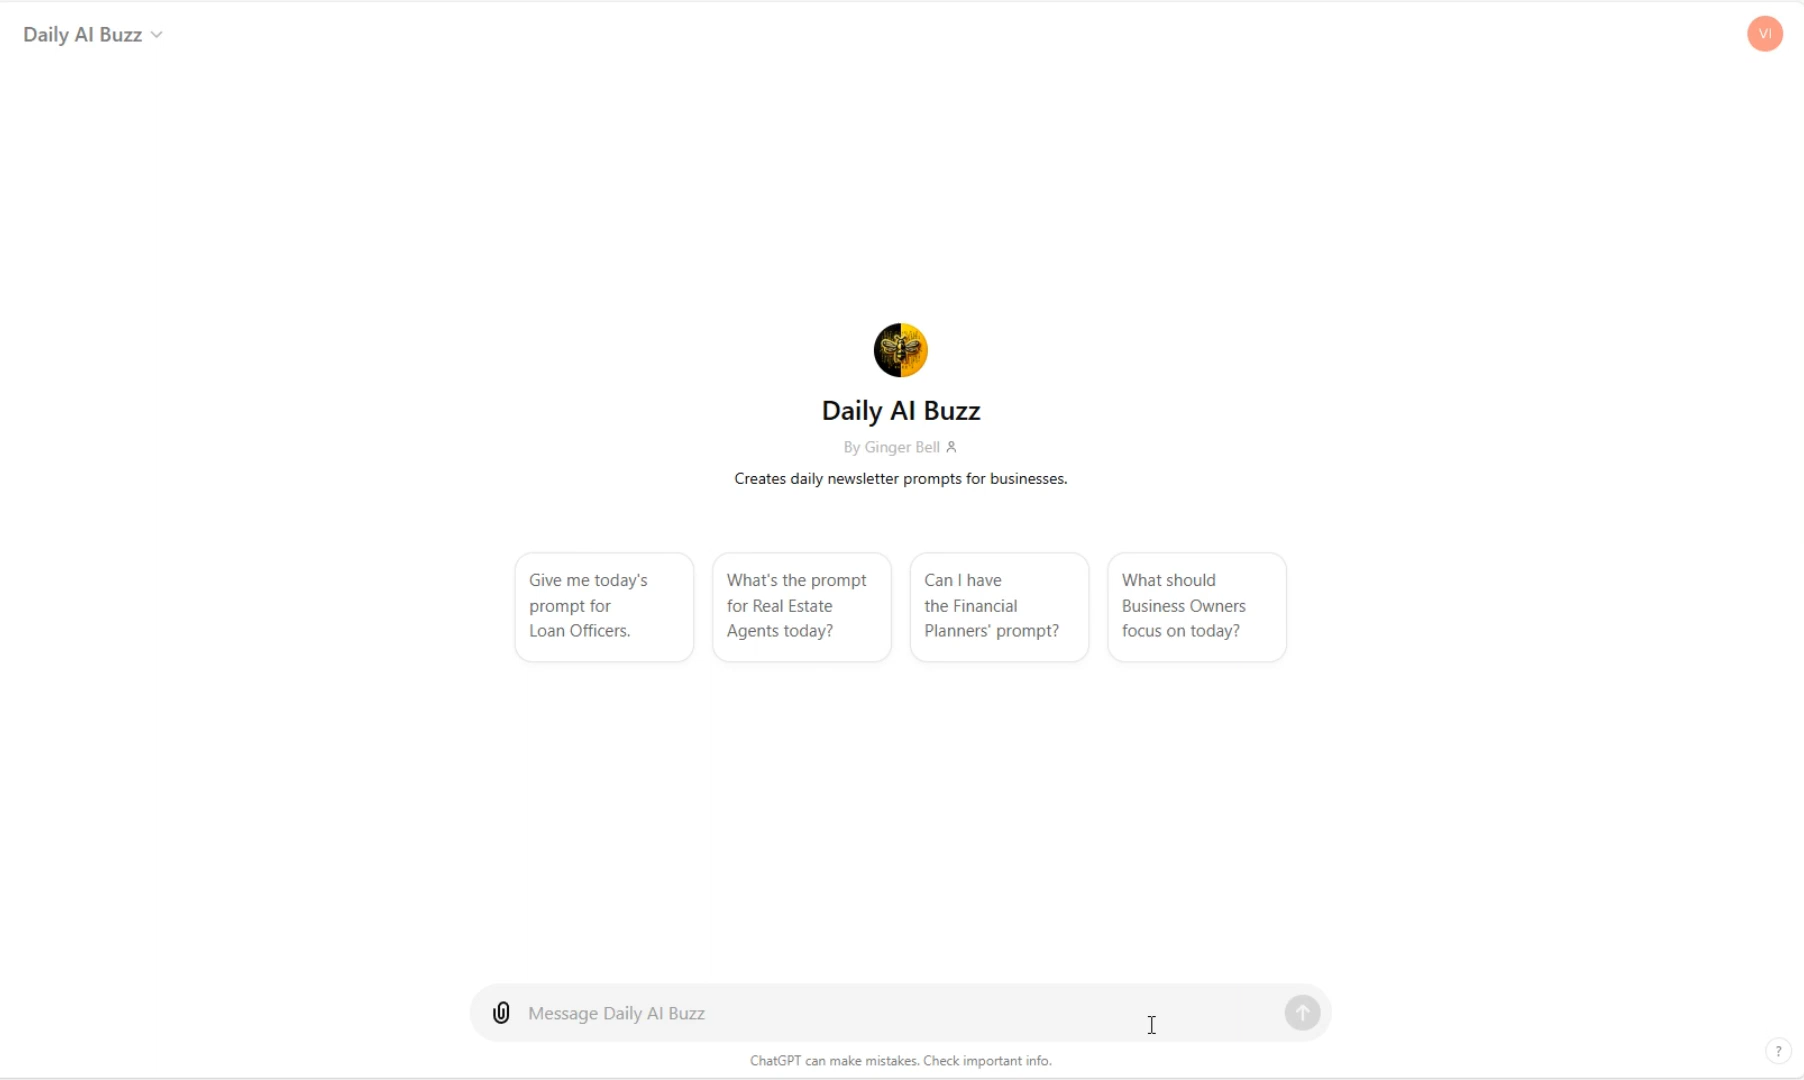 Daily AI Buzz
VI
Daily AI Buzz
By Ginger Bell
Creates daily newsletter prompts for businesses.
Give me today's
prompt for
Loan Officers.
What's the prompt
for Real Estate
Agents today?
Can I have
the Financial
Planners' prompt?
What should
Business Owners
focus on today?
Message Daily AI Buzz
ChatGPT can make mistakes. Check important info.
?